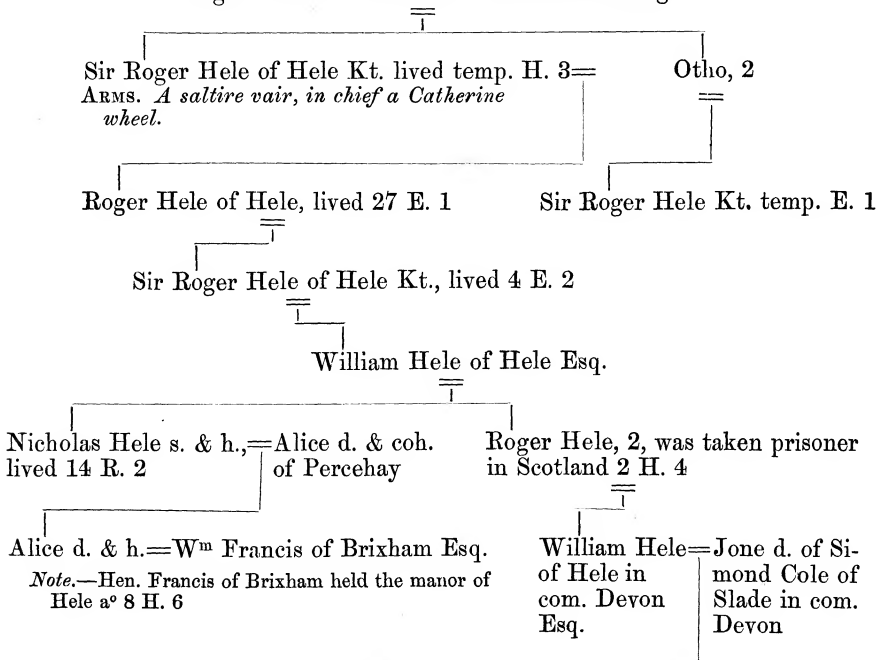 Sir Roger Hele of Hele Kt. lived temp. H. 3=
Otho, 2
ARMS. A saltire vair, in chief a Catherine
wheel.
Roger Hele of Hele, lived 27 E. 1
Sir Roger Hele Kt. temp. E. 1
Sir Roger Hele of Hele Kt., lived 4 E. 2
William Hele of Hele Esq.
Nicholas Hele s. & h.,=Alice d. & coh.
lived 14 R. 2
of Percehay
Roger Hele, 2, was taken prisoner
in Scotland 2 H. 4
Alice d. & h.=Wᵐ Francis of Brixham Esq.
Note.—Hen. Francis of Brixham held the manor of
Hele aº 8 H. 6
William Hele=Jone d. of Si-
of Hele in
com. Devon
Esq.
mond Cole of
Slade in com.
Devon